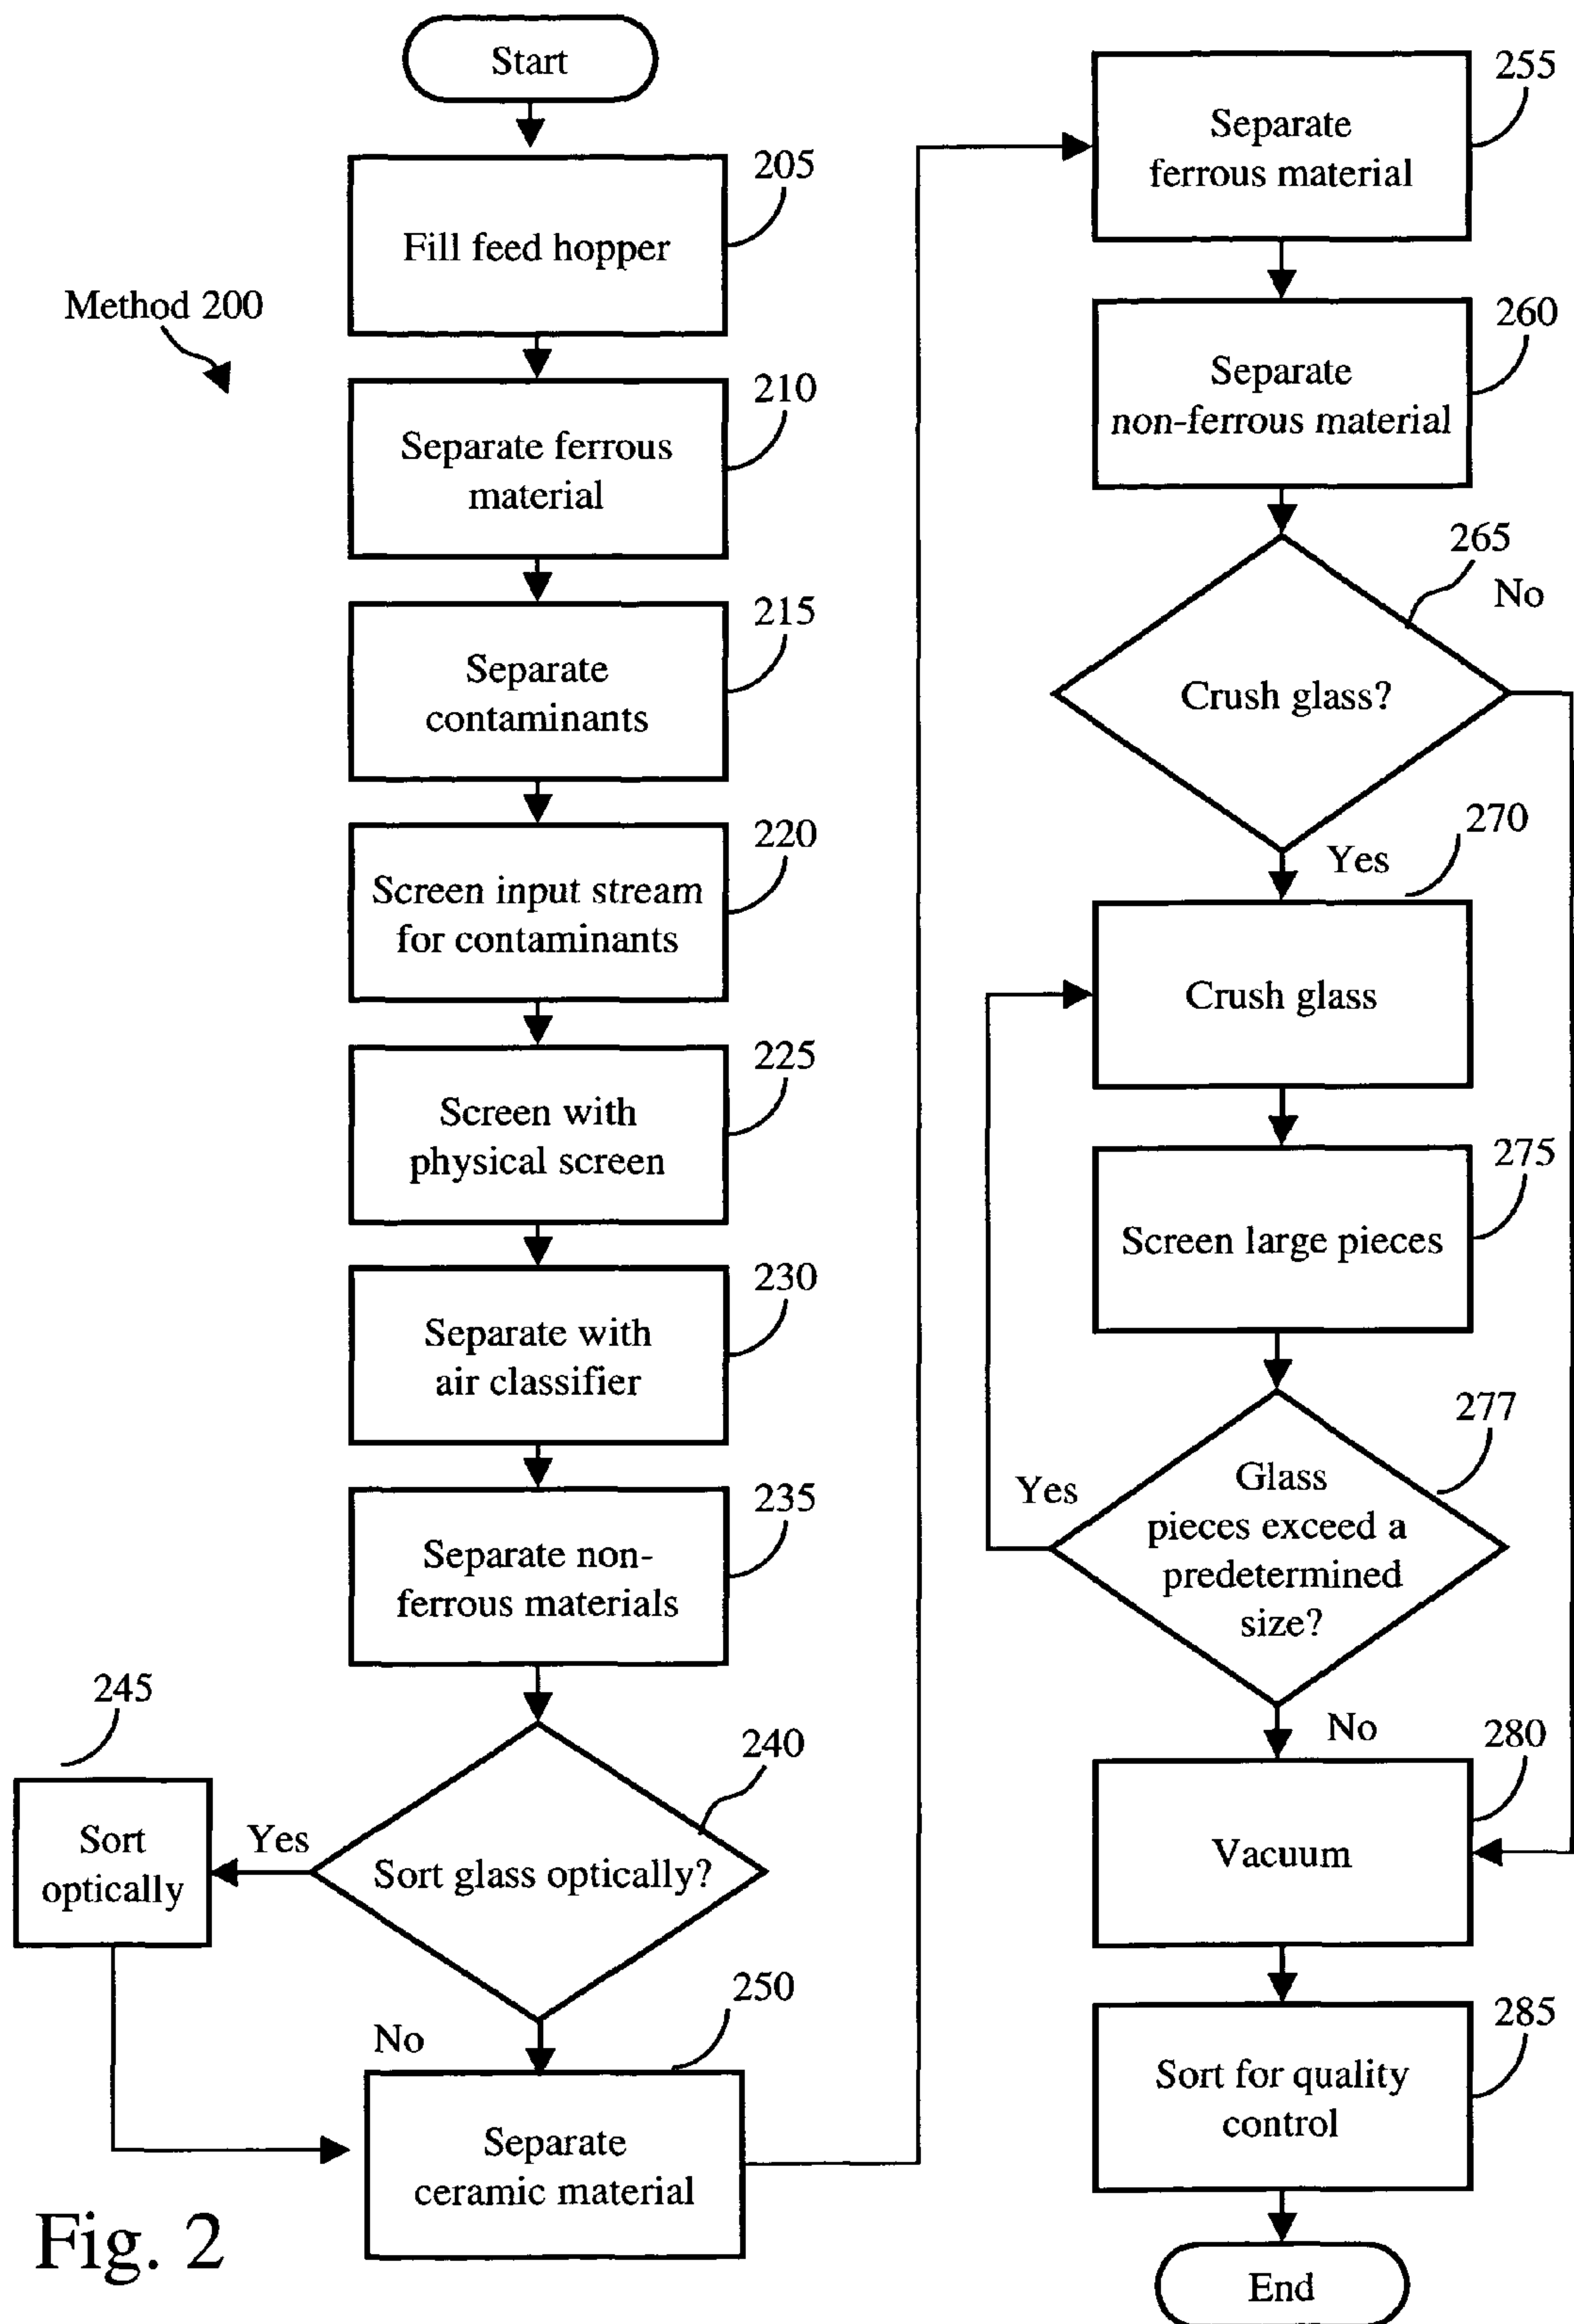 Start
205
Fill feed hopper
Method 200
210
Separate ferrous
material
215
Separate
contaminants
220
Screen input stream
for contaminants
225
Screen with
physical screen
230
Separate with
air classifier
235
Separate non-
ferrous materials
240
Sort glass optically?
Yes
245
Sort
optically
No
250
Separate
ceramic material
255
Separate
ferrous material
260
Separate
non-ferrous material
265
No
Crush glass?
Yes
270
Crush glass
275
Screen large pieces
277
Glass
pieces exceed a
predetermined
size?
Yes
No
280
Vacuum
285
Sort for quality
control
End
Fig. 2